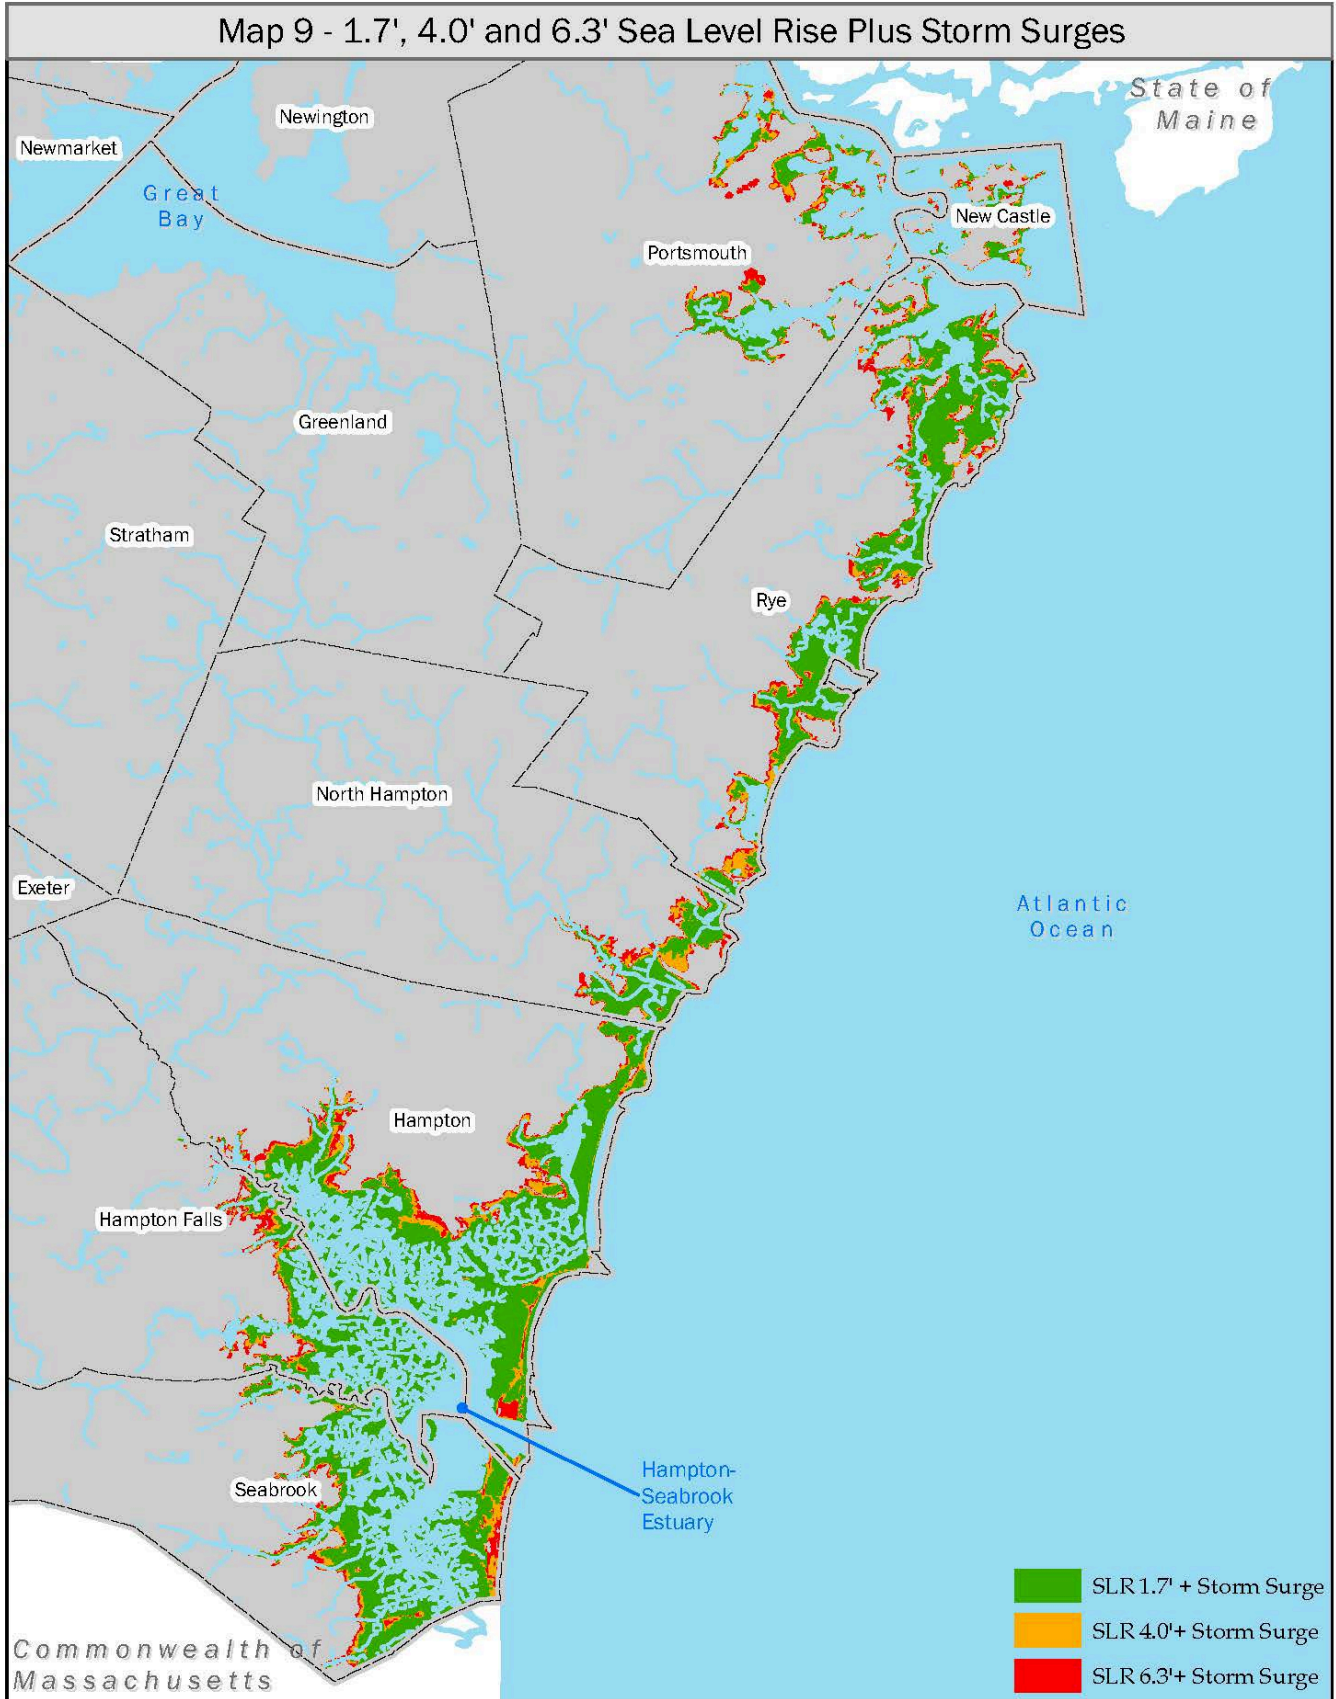 Map 9 - 1.7', 4.0' and 6.3' Sea Level Rise Plus Storm Surges
State of
Maine
Newington
Newmarket
Great
Bay
New Castle
Portsmouth
Greenland
Stratham
Rye
North Hampton
Exeter
Atlantic
Ocean
Hampton
Hampton Falls
Hampton-
Seabrook
Estuary
Seabrook
SLR 1.7' + Storm Surge
SLR 4.0'+ Storm Surge
SLR 6.3'+ Storm Surge
Commonwealth of
Massachusetts